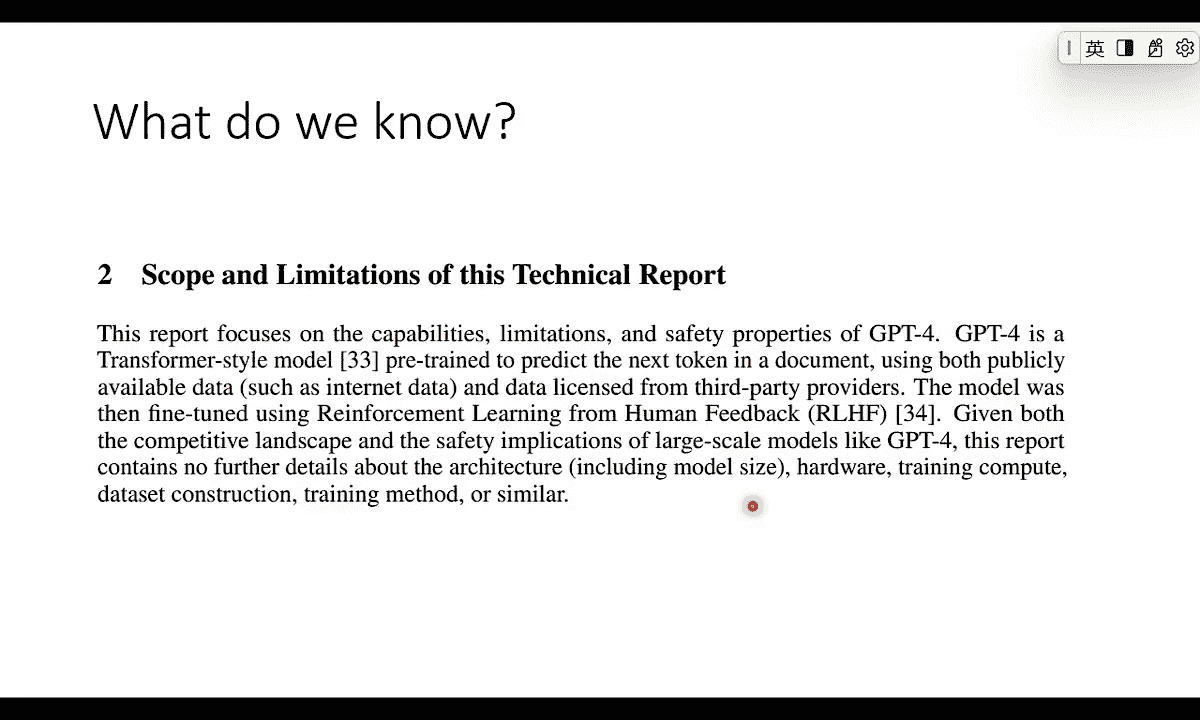 英
What do we know?
2 Scope and Limitations of this Technical Report
This report focuses on the capabilities, limitations, and safety properties of GPT-4. GPT-4 is a
Transformer-style model [33] pre-trained to predict the next token in a document, using both publicly
available data (such as internet data) and data licensed from third-party providers. The model was
then fine-tuned using Reinforcement Learning from Human Feedback (RLHF) [34]. Given both
the competitive landscape and the safety implications of large-scale models like GPT-4, this report
contains no further details about the architecture (including model size), hardware, training compute,
dataset construction, training method, or similar.